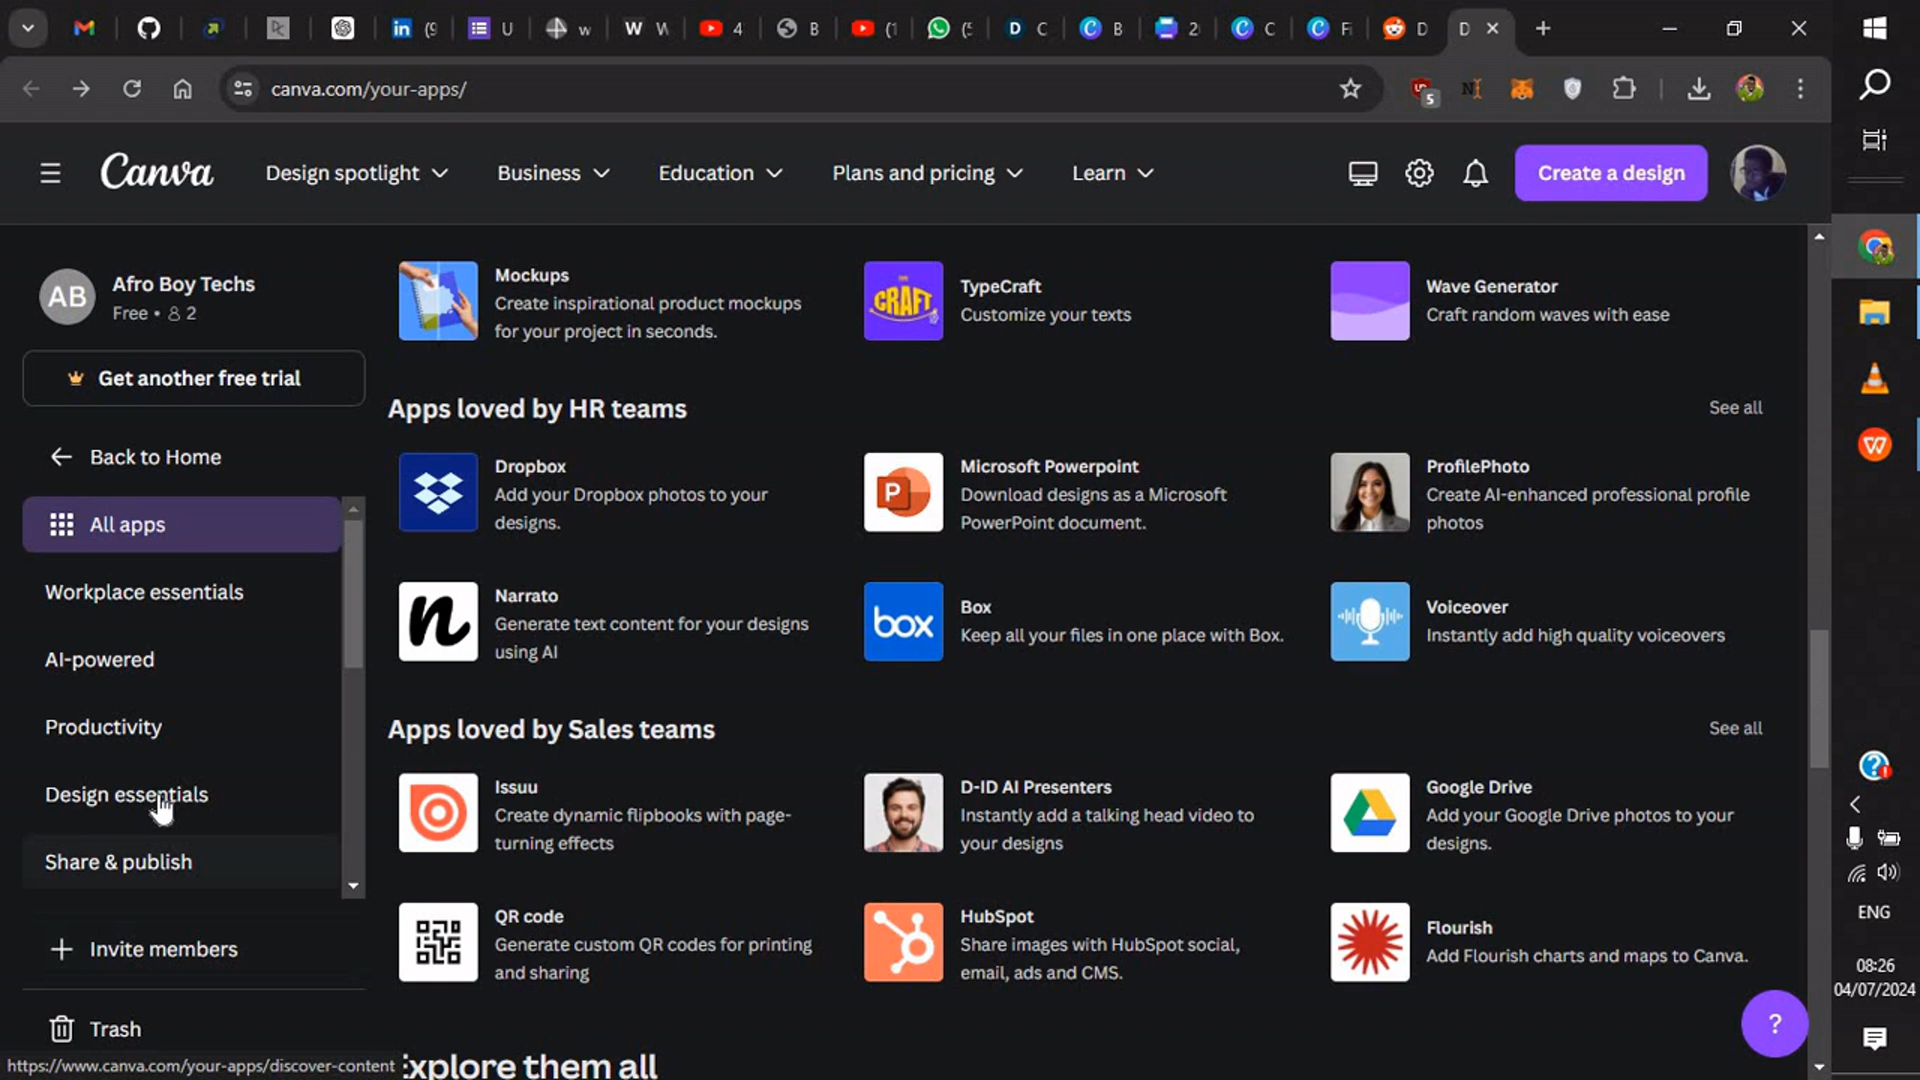 (9
U
w
W
W
4
B
(1
(5
D
C
B
2
C
F
D
D
canva.com/your-apps/
5
Canva
Design spotlight
Business
Education
Plans and pricing
Learn
Create a design
AB
Afro Boy Techs
Free • 2
Get another free trial
Back to Home
All apps
Workplace essentials
AI-powered
Productivity
Design essentials
Share & publish
Invite members
Trash
https://www.canva.com/your-apps/discover-content
Mockups
Create inspirational product mockups
for your project in seconds.
CRAFT
TypeCraft
Customize your texts
Wave Generator
Craft random waves with ease
Apps loved by HR teams
See all
Dropbox
Add your Dropbox photos to your
designs.
P
Microsoft Powerpoint
Download designs as a Microsoft
PowerPoint document.
ProfilePhoto
Create AI-enhanced professional profile
photos
n
Narrato
Generate text content for your designs
using AI
box
Box
Keep all your files in one place with Box.
Voiceover
Instantly add high quality voiceovers
Apps loved by Sales teams
See all
Issuu
Create dynamic flipbooks with page-
turning effects
D-ID AI Presenters
Instantly add a talking head video to
your designs
Google Drive
Add your Google Drive photos to your
designs.
QR code
Generate custom QR codes for printing
and sharing
HubSpot
Share images with HubSpot social,
email, ads and CMS.
Flourish
Add Flourish charts and maps to Canva.
xplore them all
?
ENG
08:26
04/07/2024